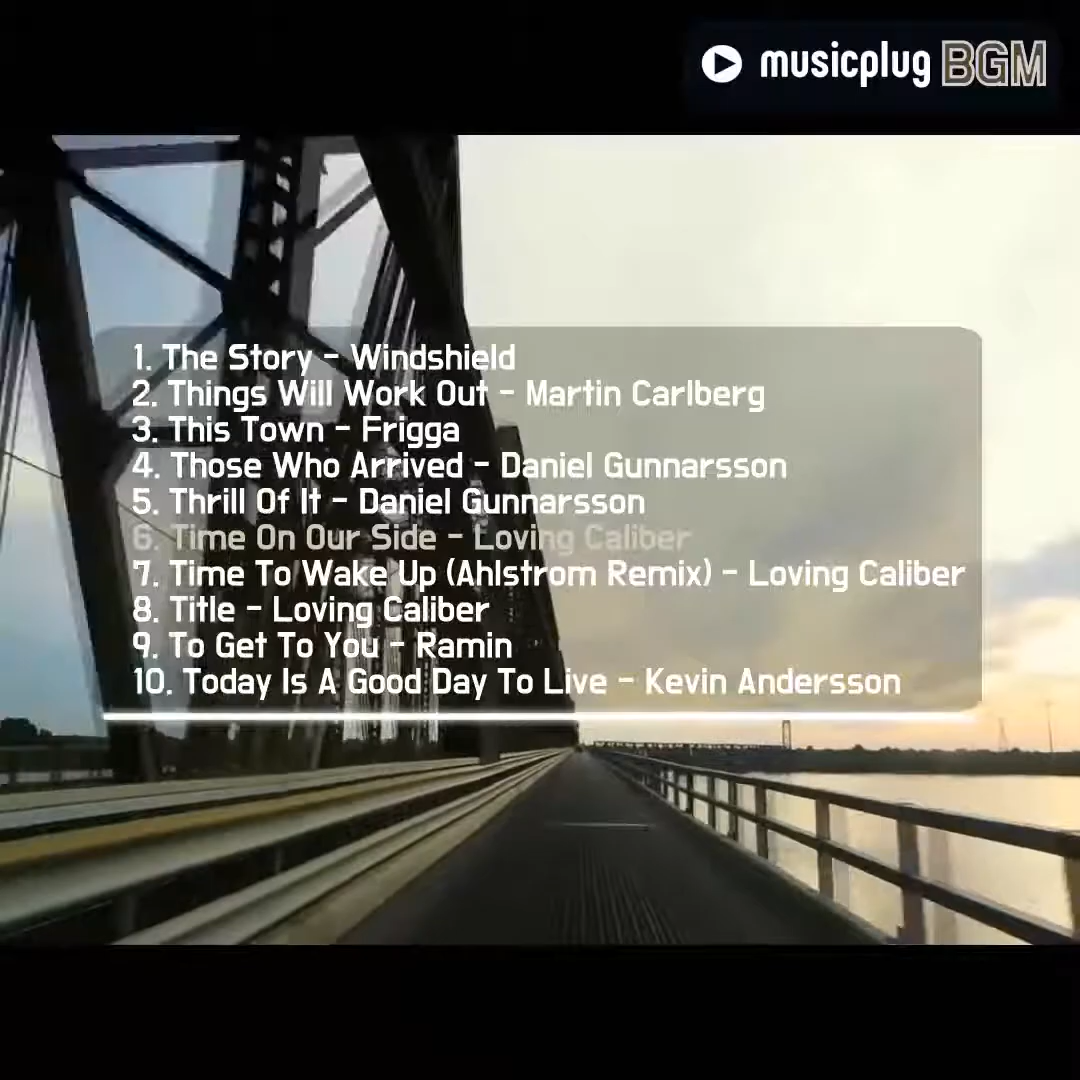 musicplug BGM
1. The Story - Windshield
2. Things Will Work Out - Martin Carlberg
3. This Town - Frigga
4. Those Who Arrived - Daniel Gunnarsson
5. Thrill Of It - Daniel Gunnarsson
6. Time On Our Side - Loving Caliber
7. Time To Wake Up (Ahlstrom Remix) - Loving Caliber
8. Title - Loving Caliber
9. To Get To You - Ramin
10. Today Is A Good Day To Live - Kevin Andersson